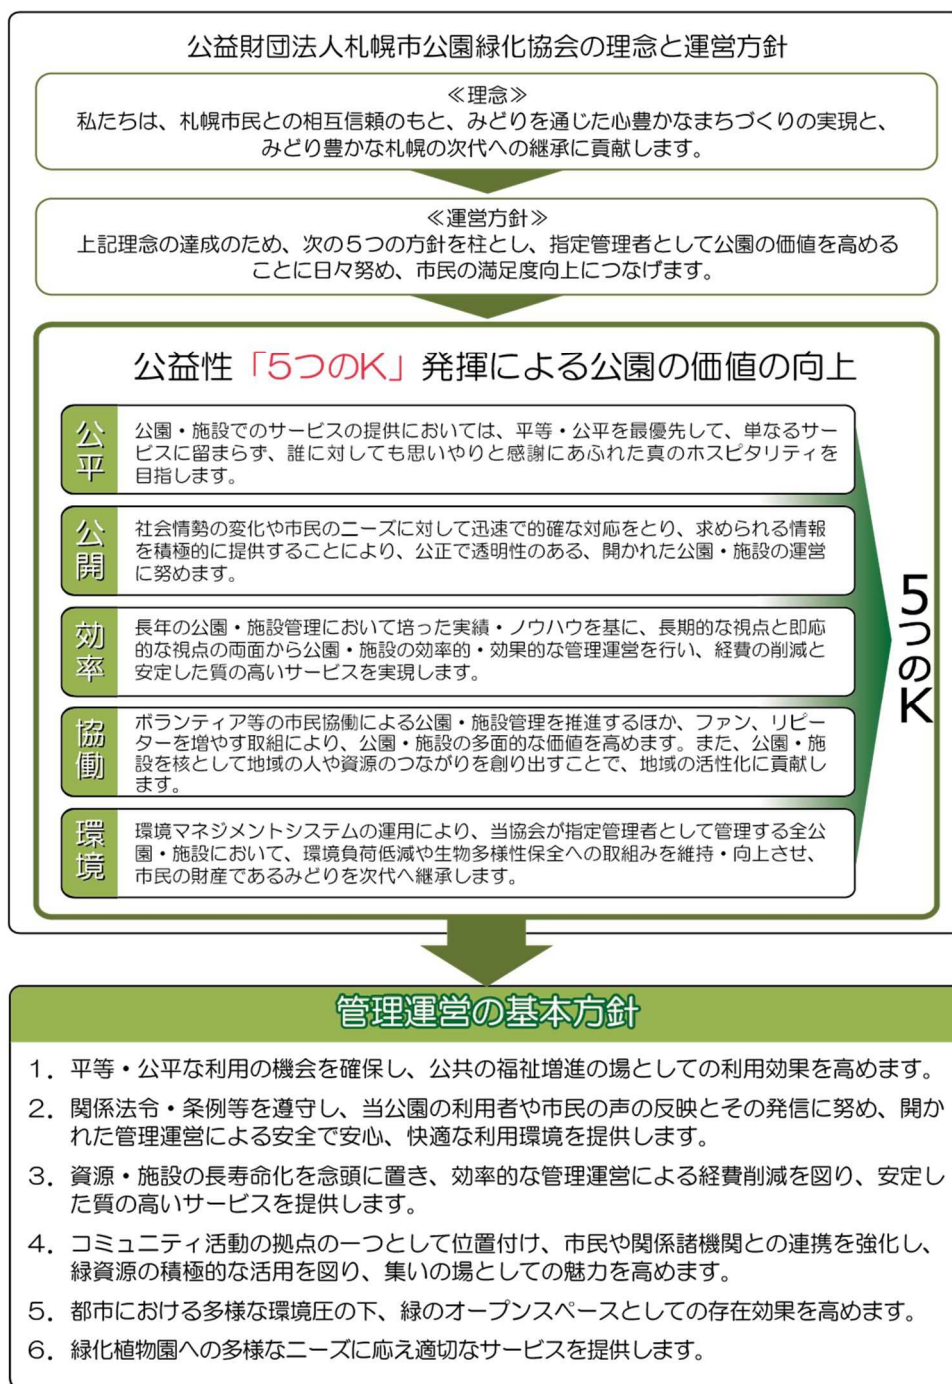 公益財団法人札幌市公園緑化協会の理念と運営方針
≪理念≫
私たちは、札幌市民との相互信頼のもと、みどりを通じた心豊かなまちづくりの実現と、
みどり豊かな札幌の次代への継承に貢献します。
≪運営方針≫
上記理念の達成のため、次の5つの方針を柱とし、指定管理者として公園の価値を高める
ことに日々努め、市民の満足度向上につなげます。
公益性「5つのK」発揮による公園の価値の向上
公平
公園・施設でのサービスの提供においては、平等・公平を最優先して、単なるサー
ビスに留まらず、誰に対しても思いやりと感謝にあふれた真のホスピタリティを
目指します。
公開
社会情勢の変化や市民のニーズに対して迅速で的確な対応をとり、求められる情報
を積極的に提供することにより、公正で透明性のある、開かれた公園・施設の運営
に努めます。
効率
長年の公園・施設管理において培った実績・ノウハウを基に、長期的な視点と即応
的な視点の両面から公園・施設の効率的・効果的な管理運営を行い、経費の削減と
安定した質の高いサービスを実現します。
協働
ボランティア等の市民協働による公園・施設管理を推進するほか、ファン、リピー
ターを増やす取組により、公園・施設の多面的な価値を高めます。また、公園・施
設を核として地域の人や資源のつながりを創り出すことで、地域の活性化に貢献し
ます。
環境
環境マネジメントシステムの運用により、当協会が指定管理者として管理する全公
園・施設において、環境負荷低減や生物多様性保全への取組みを維持・向上させ、
市民の財産であるみどりを次代へ継承します。
5つのK
管理運営の基本方針
1．平等・公平な利用の機会を確保し、公共の福祉増進の場としての利用効果を高めます。
2．関係法令・条例等を遵守し、当公園の利用者や市民の声の反映とその発信に努め、開か
れた管理運営による安全で安心、快適な利用環境を提供します。
3．資源・施設の長寿命化を念頭に置き、効率的な管理運営による経費削減を図り、安定し
た質の高いサービスを提供します。
4．コミュニティ活動の拠点の一つとして位置付け、市民や関係諸機関との連携を強化し、
緑資源の積極的な活用を図り、集いの場としての魅力を高めます。
5．都市における多様な環境圧の下、緑のオープンスペースとしての存在効果を高めます。
6．緑化植物園への多様なニーズに応え適切なサービスを提供します。